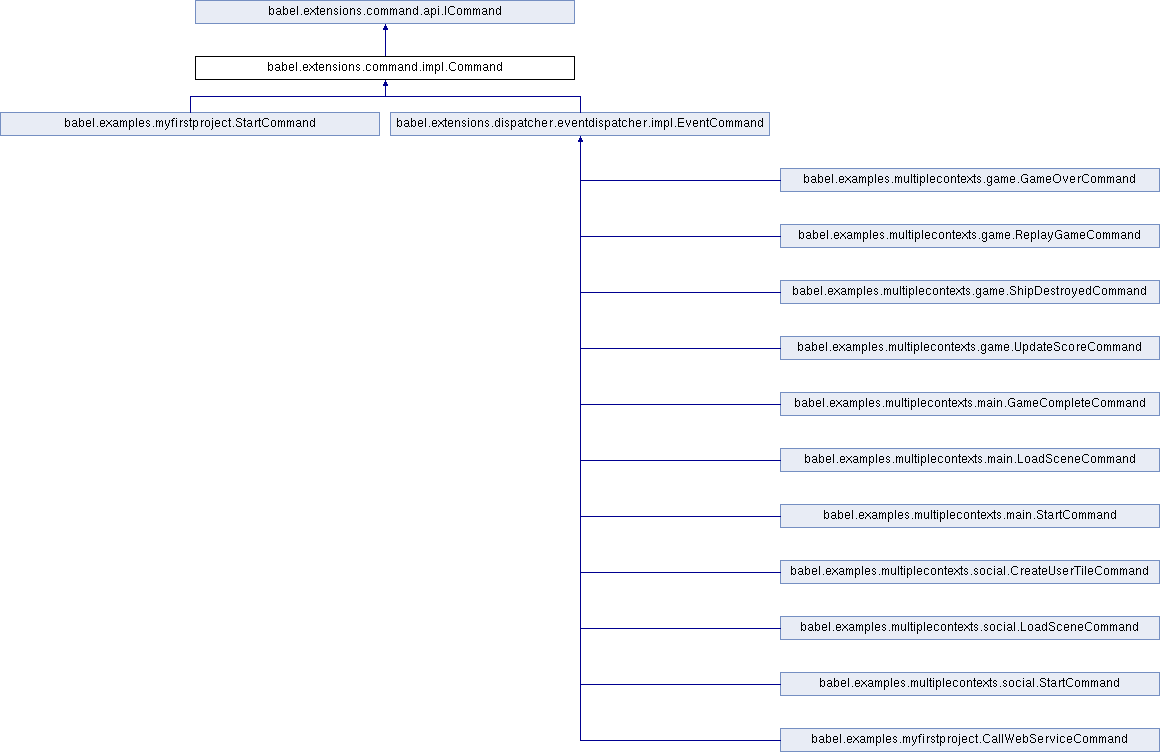 babel.extensions.command.api.ICommand
babel.extensions.command.impl.Command
babel.examples.myfirstproject.StartCommand
babel.extensions.dispatcher.eventdispatcher.impl.EventCommand
babel.examples.multiplecontexts.game.GameOverCommand
babel.examples.multiplecontexts.game.ReplayGameCommand
babel.examples.multiplecontexts.game.ShipDestroyedCommand
babel.examples.multiplecontexts.game.UpdateScoreCommand
babel.examples.multiplecontexts.main.GameCompleteCommand
babel.examples.multiplecontexts.main.LoadSceneCommand
babel.examples.multiplecontexts.main.StartCommand
babel.examples.multiplecontexts.social.CreateUserTileCommand
babel.examples.multiplecontexts.social.LoadSceneCommand
babel.examples.multiplecontexts.social.StartCommand
babel.examples.myfirstproject.CallWebServiceCommand